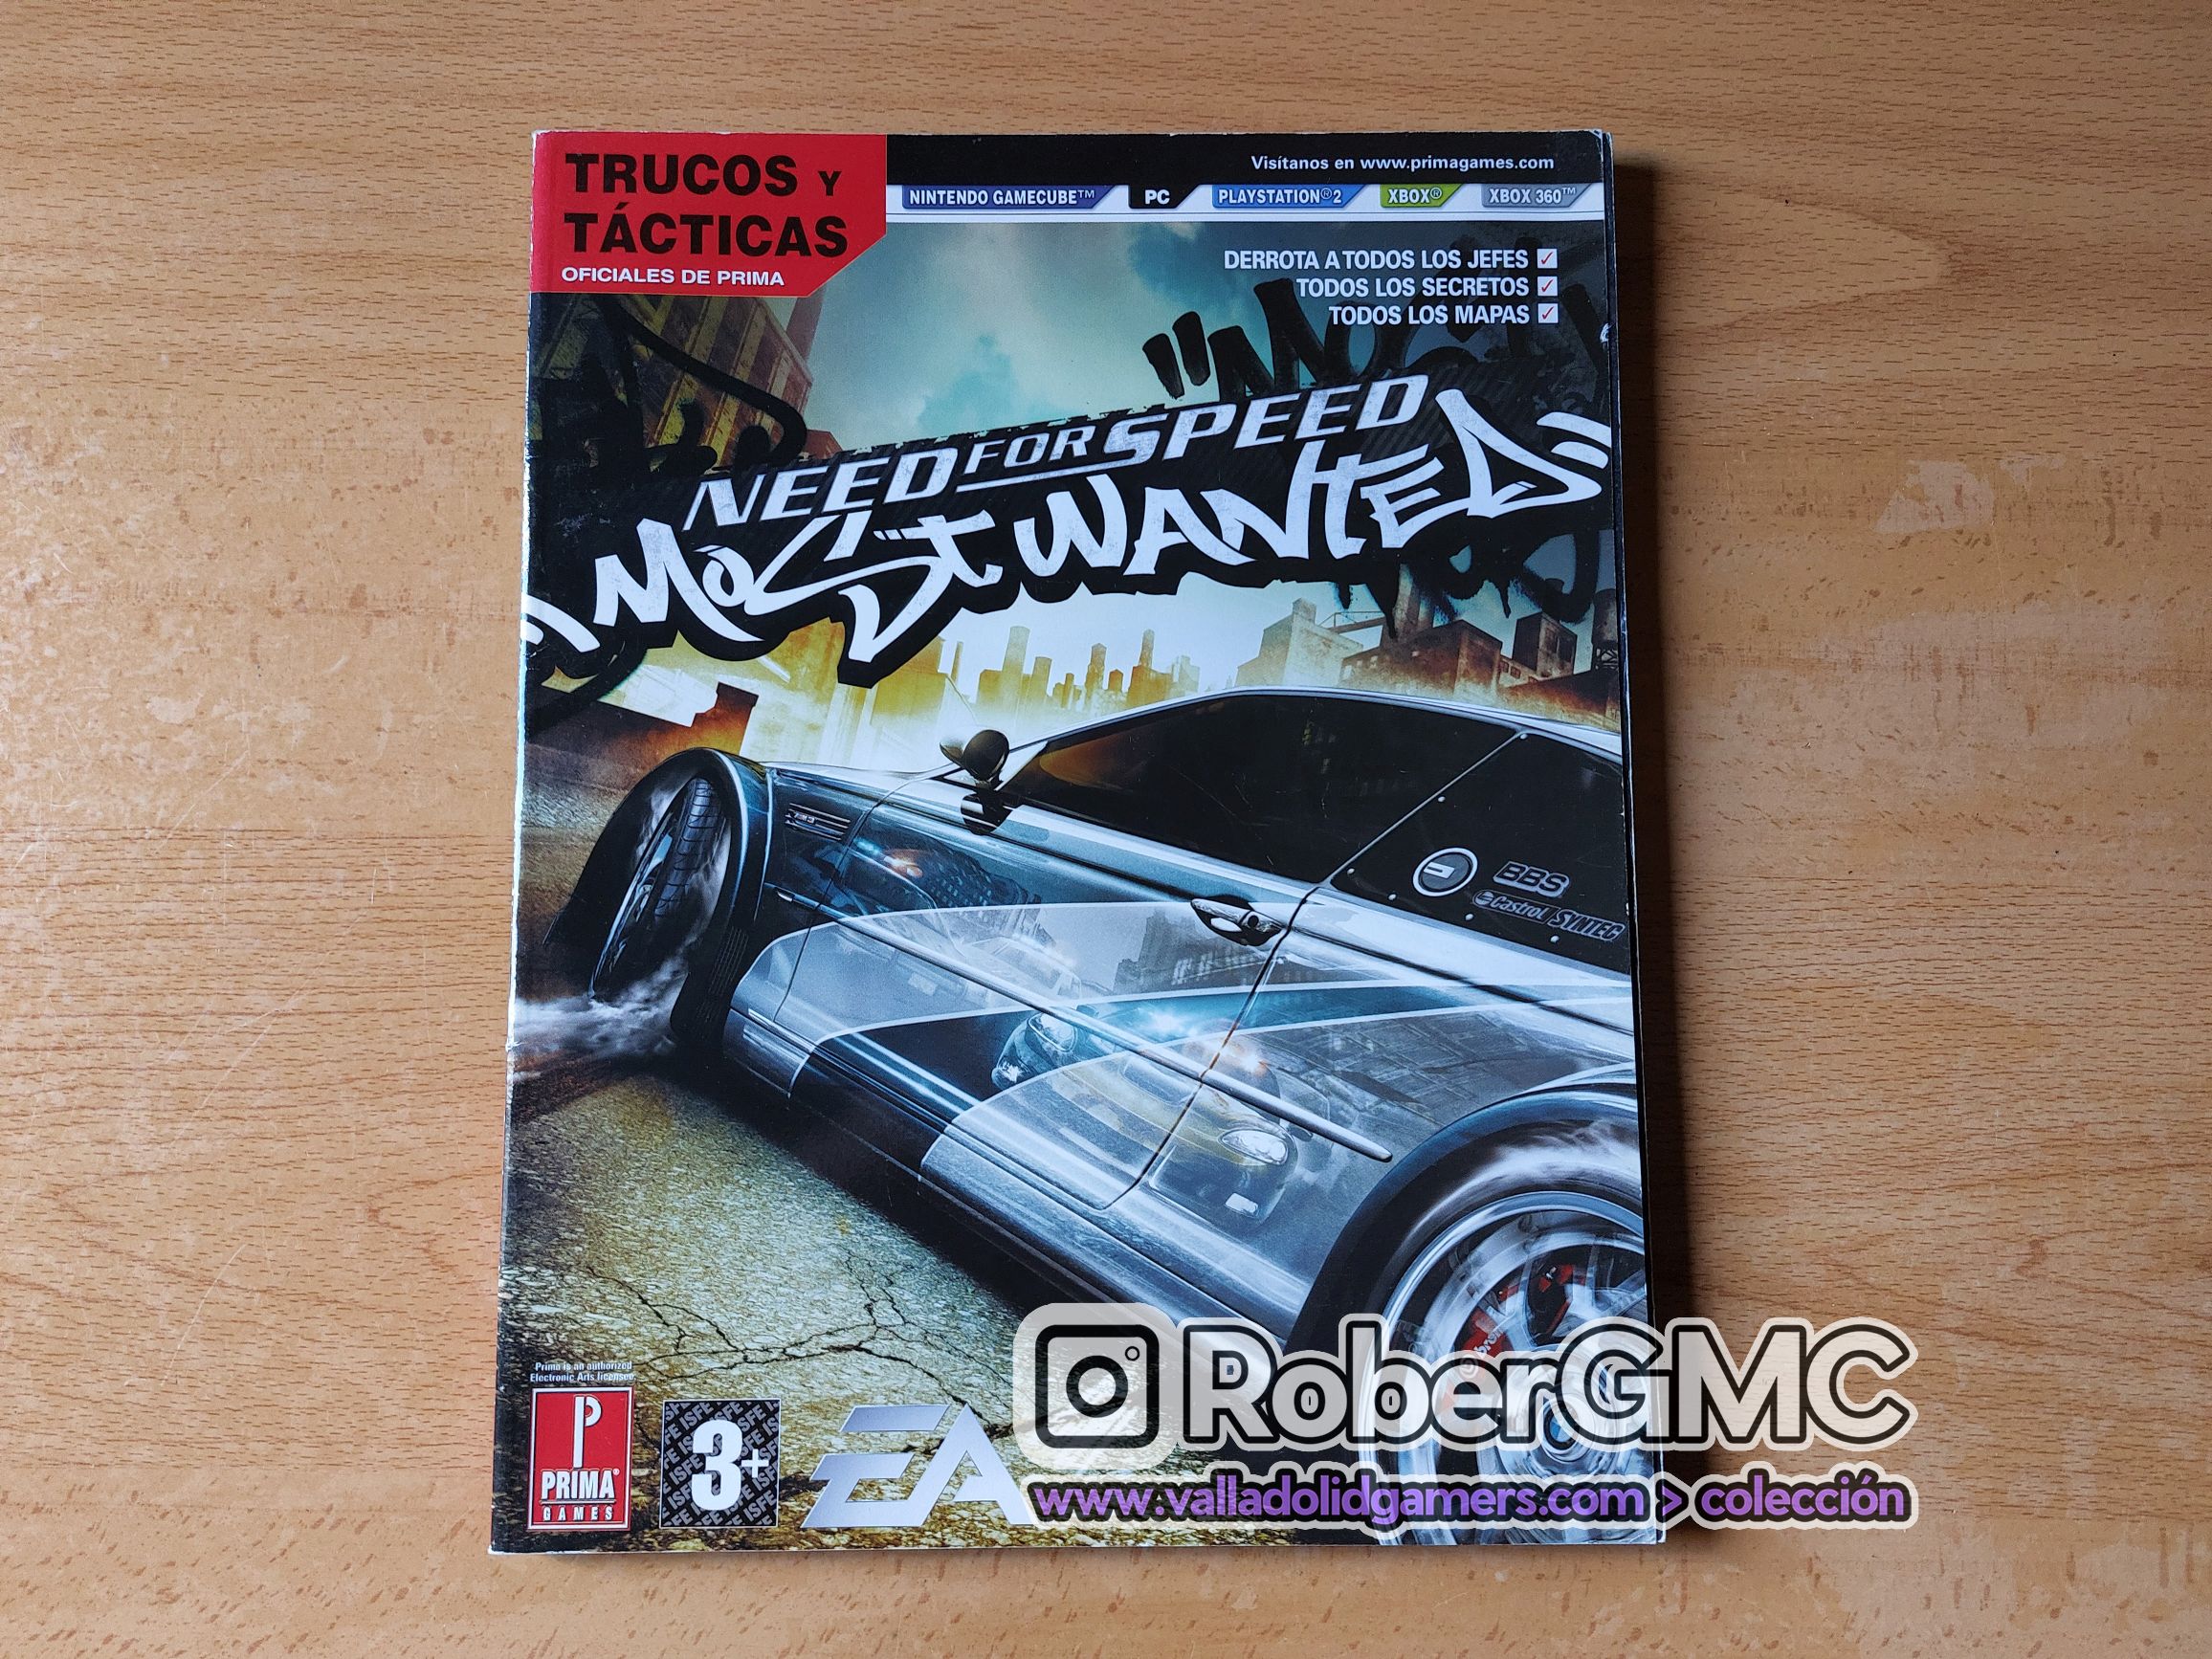 TRUCOS Y
TÁCTICAS
OFICIALES DE PRIMA
Visítanos en www.primagames.com
NINTENDO GAMECUBE™ PC PLAYSTATION®2 XBOX® XBOX 360™
DERROTA A TODOS LOS JEFES
TODOS LOS SECRETOS
TODOS LOS MAPAS
NEED FOR SPEED
MOST WANTED
BBS
Castrol SYNTEC
Prima is an authorized
Electronic Arts licensee.
P
PRIMA®
GAMES
ISFE
3+
EA
RoberGMC
www.valladolidgamers.com > colección